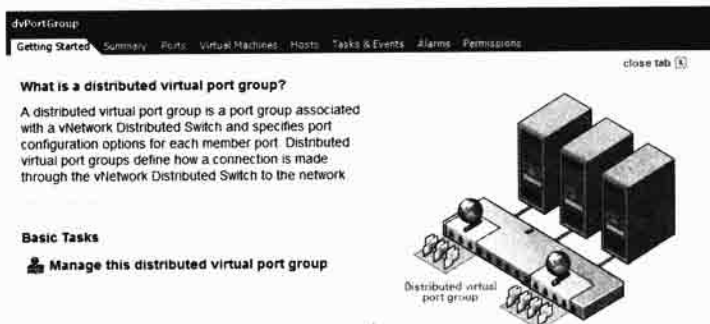 dvPortGroup
Getting Started Summary Ports Virtual Machines Hosts Tasks & Events Alarms Permissions
close tab
What is a distributed virtual port group?
A distributed virtual port group is a port group associated
with a vNetwork Distributed Switch and specifies port
configuration options for each member port. Distributed
virtual port groups define how a connection is made
through the vNetwork Distributed Switch to the network
Basic Tasks
Manage this distributed virtual port group
Distributed virtual
port group